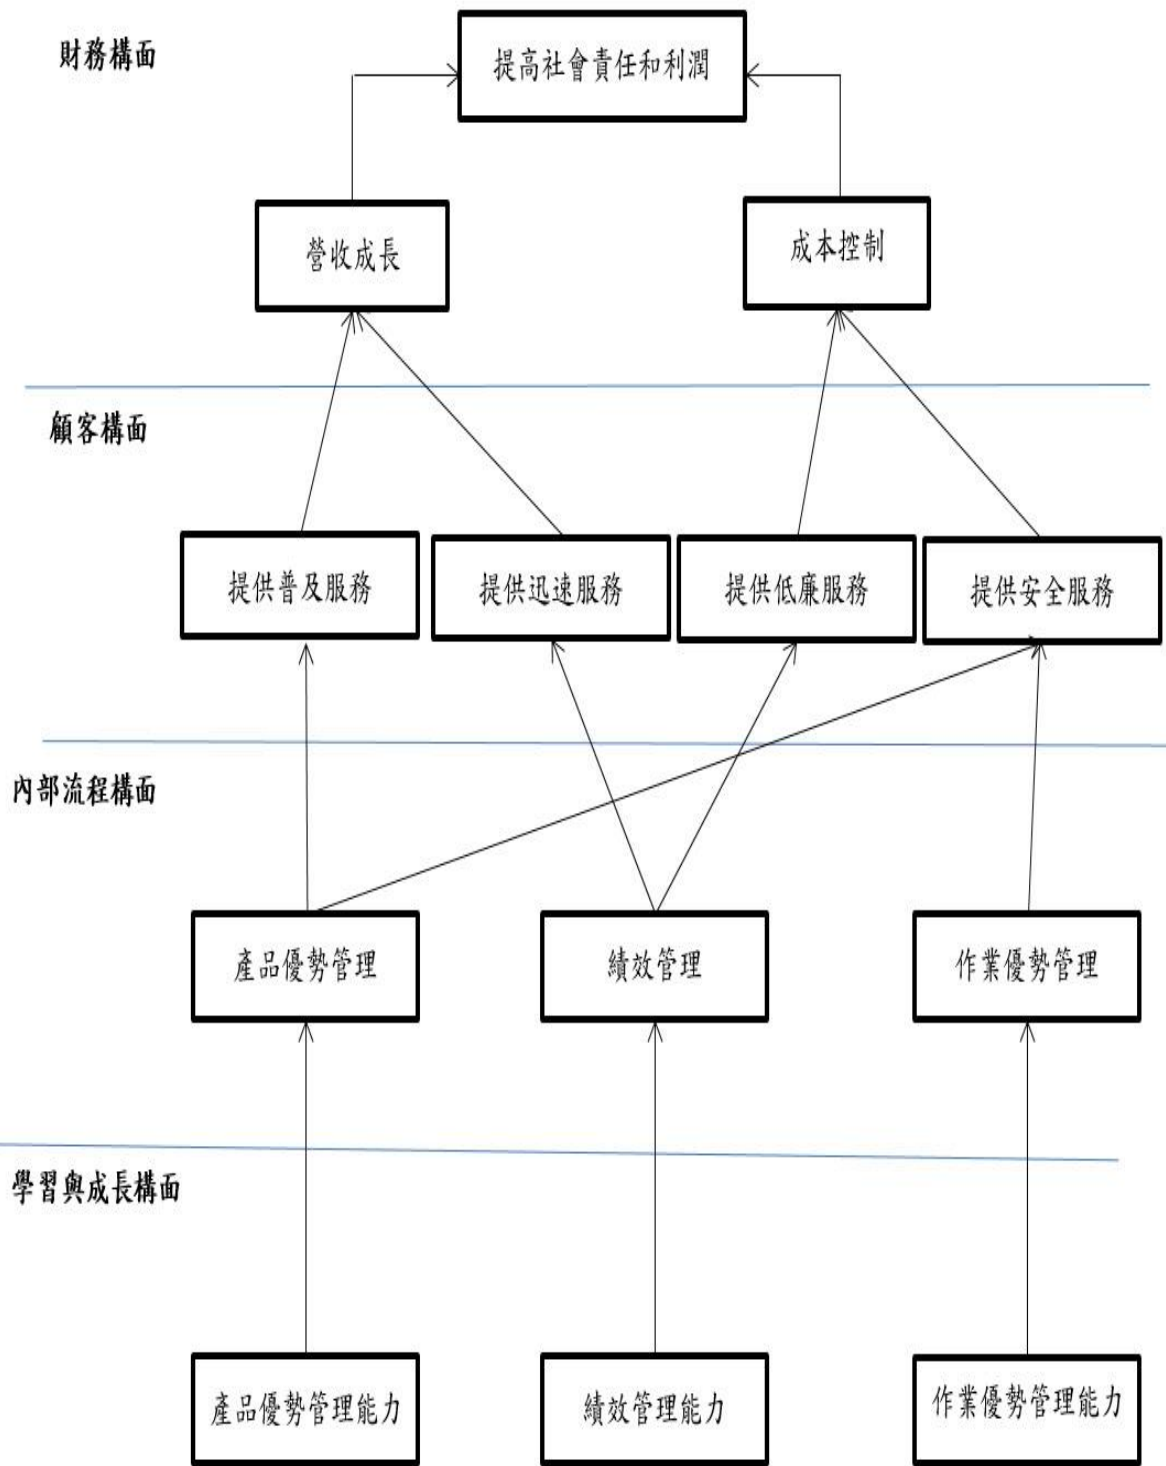 財務構面
提高社會責任和利潤
營收成長
成本控制
顧客構面
提供普及服務
提供迅速服務
提供低廉服務
提供安全服務
內部流程構面
產品優勢管理
績效管理
作業優勢管理
學習與成長構面
產品優勢管理能力
績效管理能力
作業優勢管理能力